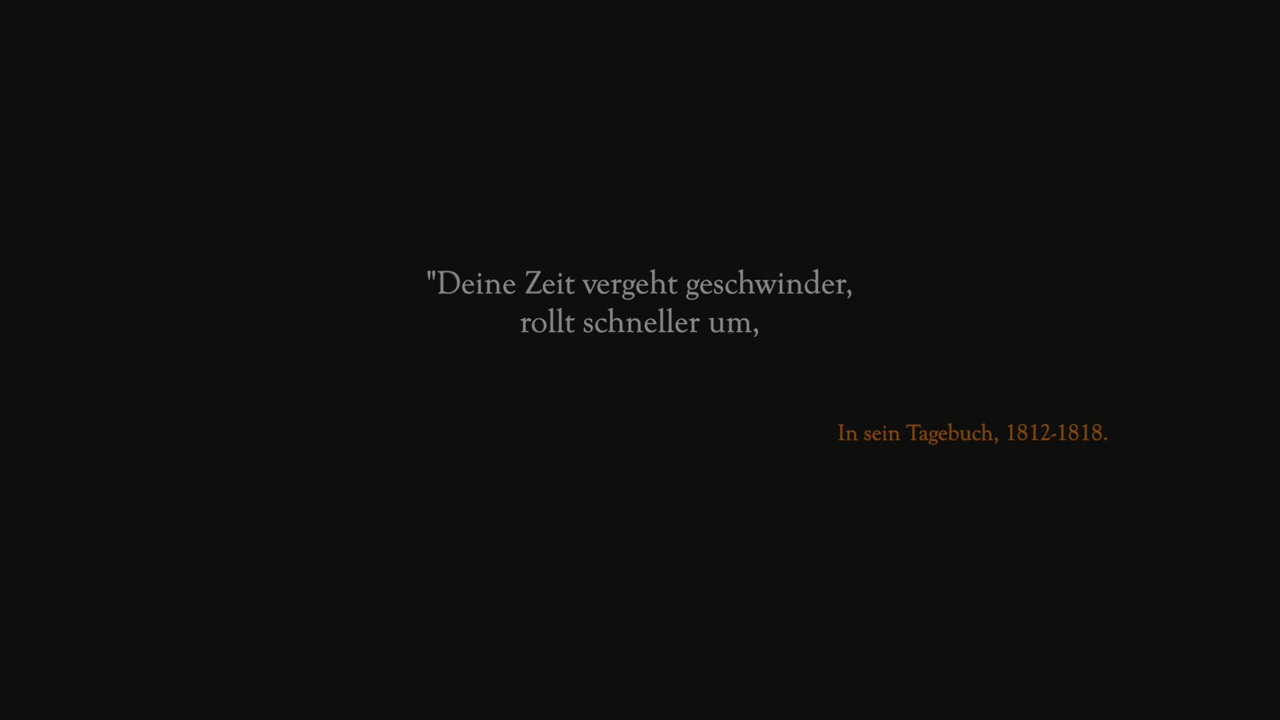 "Deine Zeit vergeht geschwinder,
rollt schneller um,
In sein Tagebuch, 1812-1818.